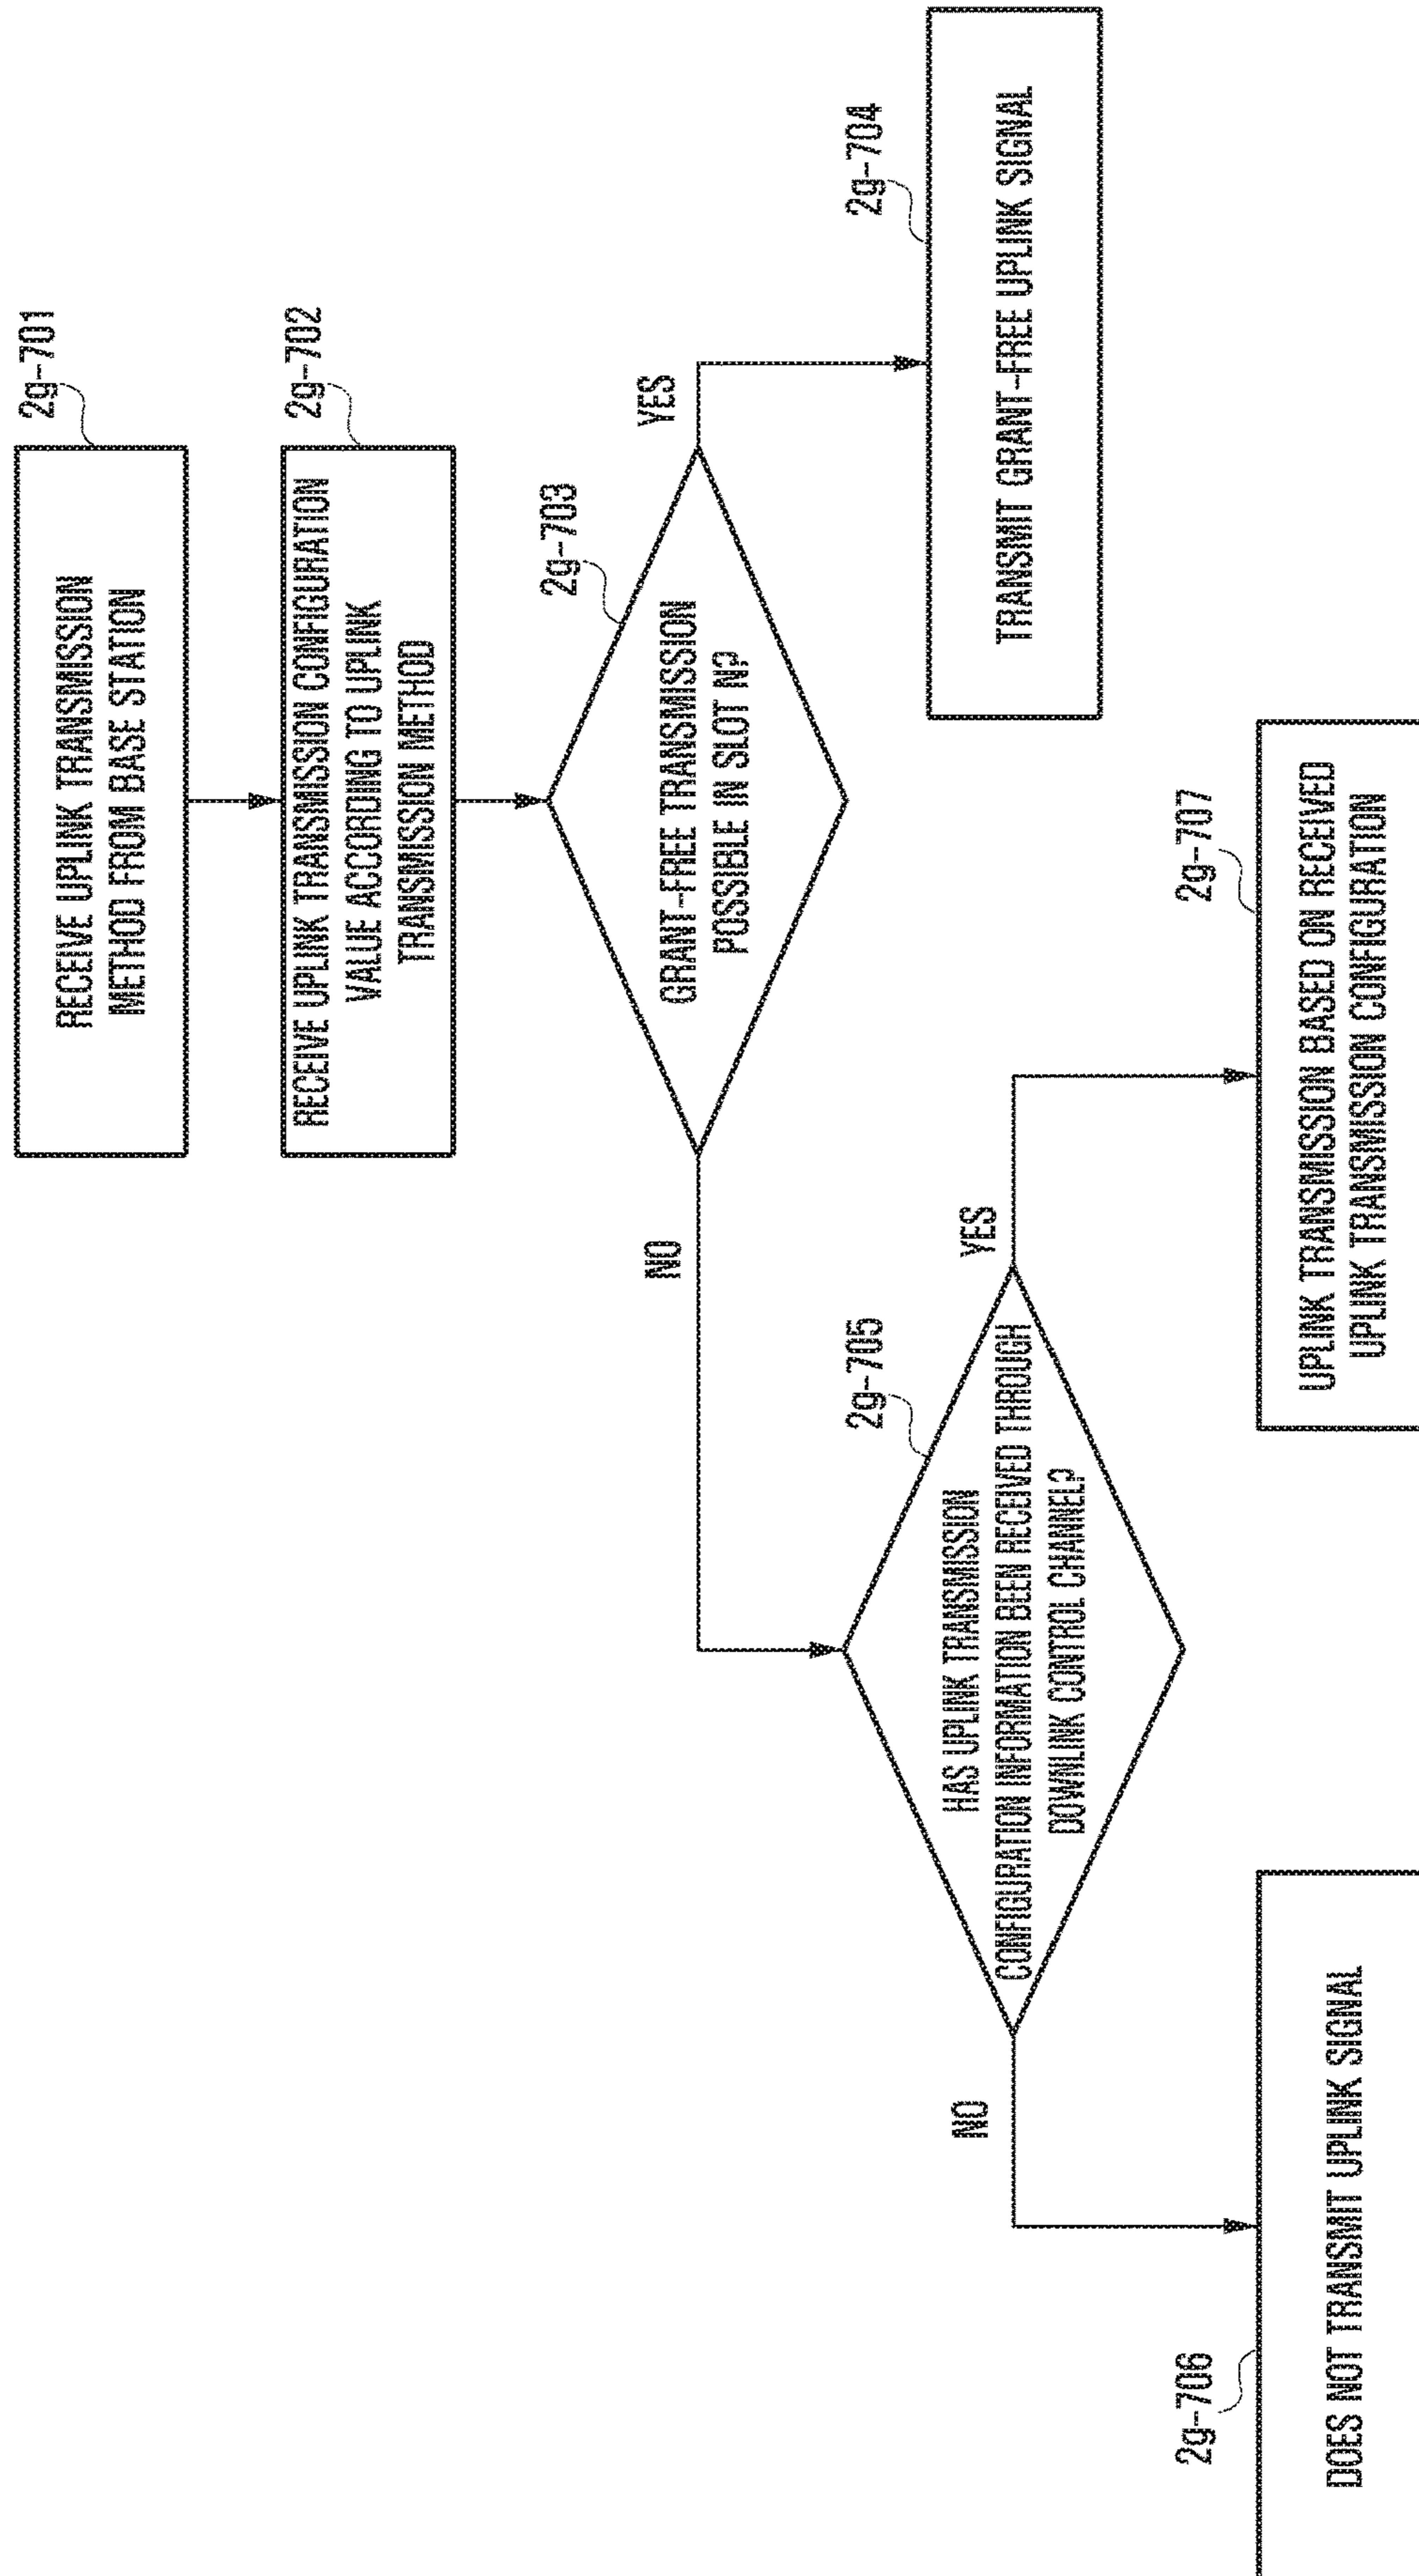 2g-701
RECEIVE UPLINK TRANSMISSION
METHOD FROM BASE STATION
2g-702
RECEIVE UPLINK TRANSMISSION CONFIGURATION
VALUE ACCORDING TO UPLINK
TRANSMISSION METHOD
2g-703
GRANT-FREE TRANSMISSION
POSSIBLE IN SLOT N?
YES
NO
2g-704
TRANSMIT GRANT-FREE UPLINK SIGNAL
2g-705
HAS UPLINK TRANSMISSION
CONFIGURATION INFORMATION BEEN RECEIVED THROUGH
DOWNLINK CONTROL CHANNEL?
NO
YES
2g-706
DOES NOT TRANSMIT UPLINK SIGNAL
2g-707
UPLINK TRANSMISSION BASED ON RECEIVED
UPLINK TRANSMISSION CONFIGURATION